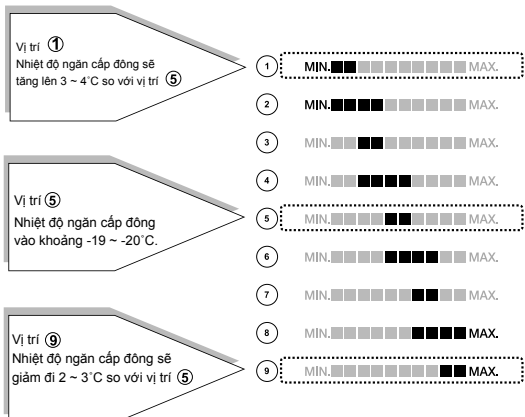 Vị trí ①
Nhiệt độ ngăn cấp đông sẽ
tăng lên 3 ~ 4˚C so với vị trí ⑤
① MIN. MAX.
② MIN. MAX.
③ MIN. MAX.
④ MIN. MAX.
Vị trí ⑤
Nhiệt độ ngăn cấp đông
vào khoảng -19 ~ -20˚C.
⑤ MIN. MAX.
⑥ MIN. MAX.
⑦ MIN. MAX.
⑧ MIN. MAX.
Vị trí ⑨
Nhiệt độ ngăn cấp đông sẽ
giảm đi 2 ~ 3˚C so với vị trí ⑤
⑨ MIN. MAX.